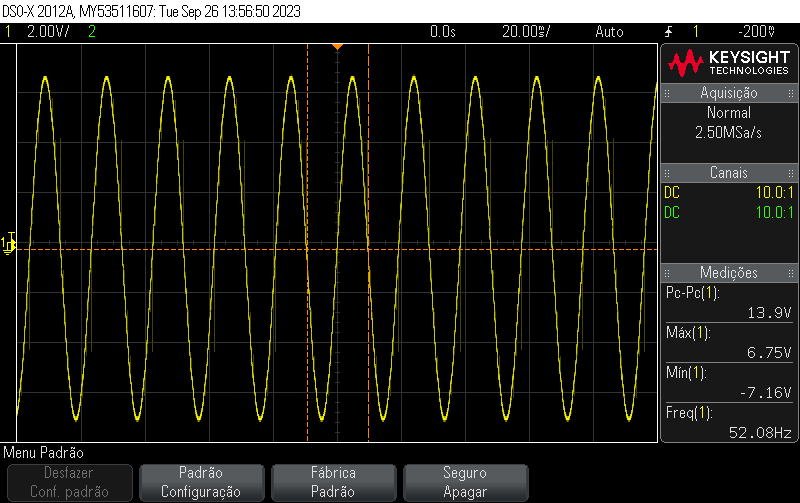 DSO-X 2012A, MY53511607: Tue Sep 26 13:56:50 2023
1 2.00V/ 2 0.0s 20.00ms/ Auto 1 -200mV
KEYSIGHT
TECHNOLOGIES
Aquisição
Normal
2.50MSa/s
Canais
DC 10.0:1
DC 10.0:1
Medições
Pc-Pc(1):
13.9V
Máx(1):
6.75V
Mín(1):
-7.16V
Freq(1):
52.08Hz
1
T
Menu Padrão
Desfazer
Conf. padrão
Padrão
Configuração
Fábrica
Padrão
Seguro
Apagar